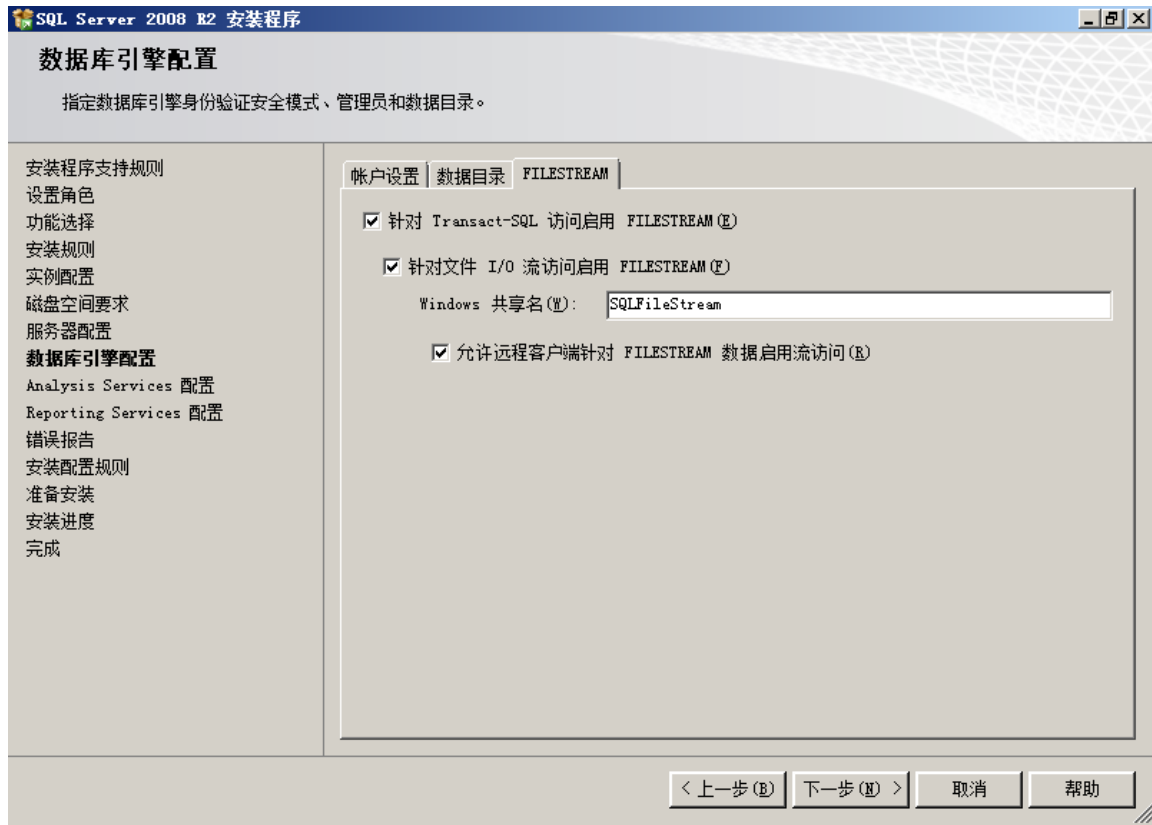 SQL Server 2008 R2 安装程序
数据库引擎配置
指定数据库引擎身份验证安全模式、管理员和数据目录。
安装程序支持规则
设置角色
功能选择
安装规则
实例配置
磁盘空间要求
服务器配置
数据库引擎配置
Analysis Services 配置
Reporting Services 配置
错误报告
安装配置规则
准备安装
安装进度
完成
帐户设置 数据目录 FILESTREAM
针对 Transact-SQL 访问启用 FILESTREAM(E)
针对文件 I/O 流访问启用 FILESTREAM(F)
Windows 共享名(W): SQLFileStream
允许远程客户端针对 FILESTREAM 数据启用流访问(R)
< 上一步(B) 下一步(N) > 取消 帮助